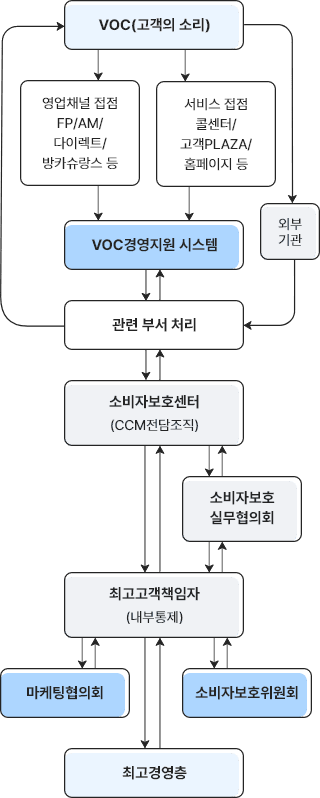 VOC(고객의 소리)
영업채널 접점
FP/AM/
다이렉트/
방카슈랑스 등
서비스 접점
콜센터/
고객PLAZA/
홈페이지 등
외부
기관
VOC경영지원 시스템
관련 부서 처리
소비자보호센터
(CCM전담조직)
소비자보호
실무협의회
최고고객책임자
(내부통제)
마케팅협의회
소비자보호위원회
최고경영층